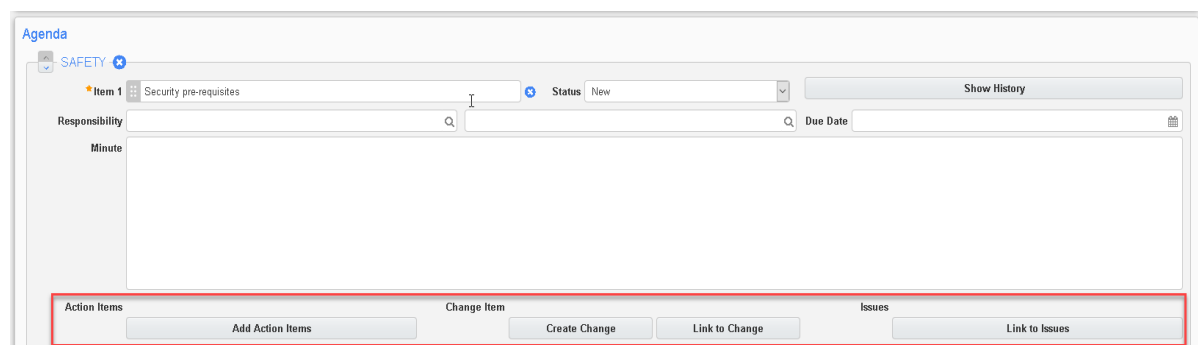 Agenda
SAFETY
*Item 1 Security pre-requisites Status New Show History
Responsibility Due Date
Minute
Action Items Change Item Issues
Add Action Items Create Change Link to Change Link to Issues